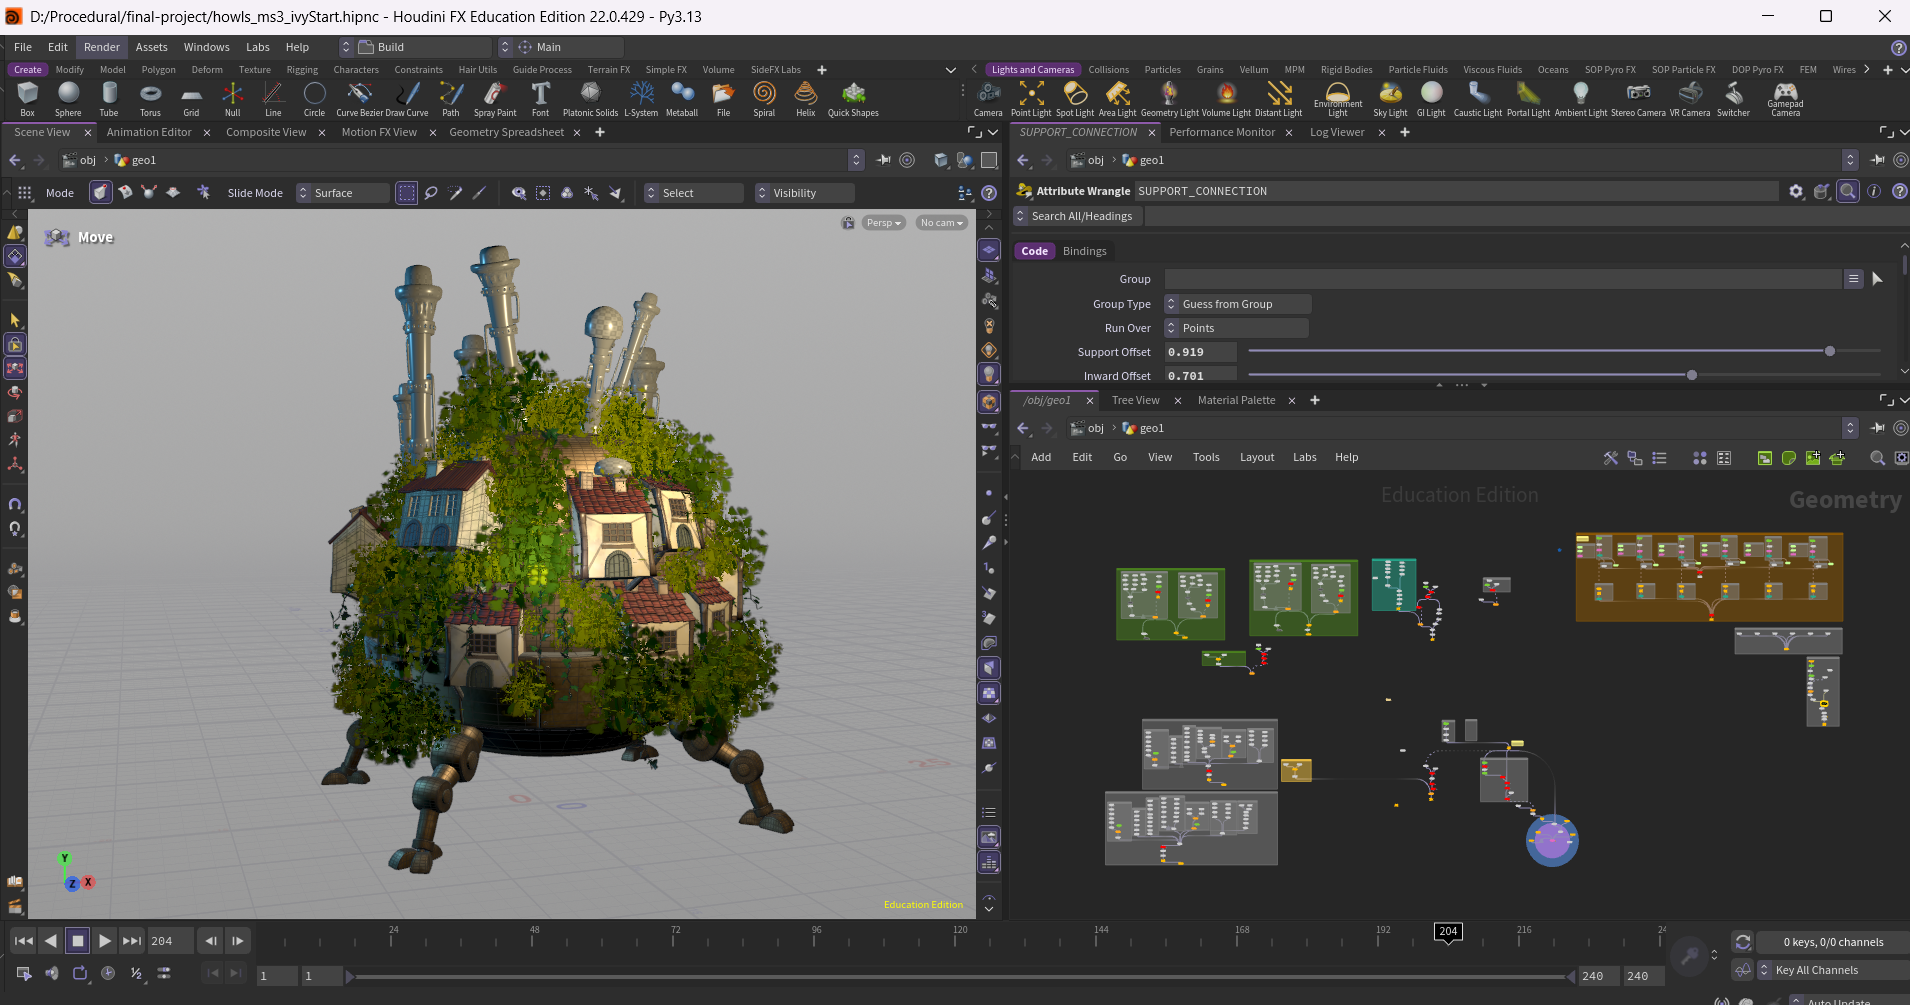 D:/Procedural/final-project/howls_ms3_ivyStart.hipnc - Houdini FX Education Edition 22.0.429 - Py3.13
File Edit Render Assets Windows Labs Help Build Main
Create Modify Model Polygon Deform Texture Rigging Characters Constraints Hair Utils Guide Process Terrain FX Simple FX Volume SideFX Labs
Lights and Cameras Collisions Particles Grains Vellum MPM Rigid Bodies Particle Fluids Viscous Fluids Oceans SOP Pyro FX SOP Particle FX DOP Pyro FX FEM Wires
Box Sphere Tube Torus Grid Null Line Circle Curve Bezier Draw Curve Path Spray Paint Font Platonic Solids L-System Metaball File Spiral Helix Quick Shapes
Camera Point Light Spot Light Area Light Geometry Light Volume Light Distant Light Environment Light Sky Light GI Light Caustic Light Portal Light Ambient Light Stereo Camera VR Camera Switcher Gamepad Camera
Scene View Animation Editor Composite View Motion FX View Geometry Spreadsheet
SUPPORT_CONNECTION Performance Monitor Log Viewer
obj geo1
obj geo1
Mode Slide Mode Surface Select Visibility
Attribute Wrangle SUPPORT_CONNECTION
Search All/Headings
Move
Persp No cam
Code Bindings
Group
Group Type Guess from Group
Run Over Points
Support Offset 0.919
Inward Offset 0.701
/obj/geo1 Tree View Material Palette
obj geo1
Add Edit Go View Tools Layout Labs Help
Education Edition
Geometry
Y
Z X
Education Edition
204
24 48 72 96 120 144 168 192 204 216 24
0 keys, 0/0 channels
1 1 240 240
Key All Channels
Auto Update